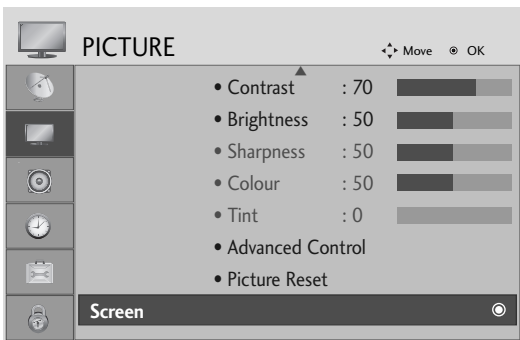 PICTURE
Move ◉ OK
• Contrast : 70
• Brightness : 50
• Sharpness : 50
• Colour : 50
• Tint : 0
• Advanced Control
• Picture Reset
Screen